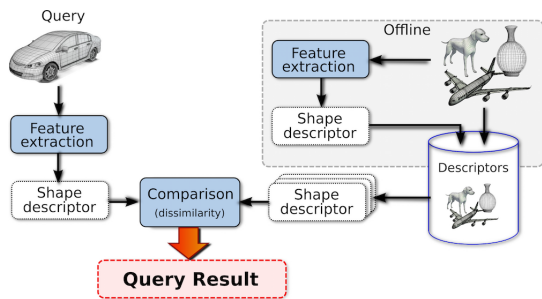 Query
Offline
Feature
extraction
Shape
descriptor
Feature
extraction
Descriptors
Shape
descriptor
Comparison
(dissimilarity)
Shape
descriptor
Query Result